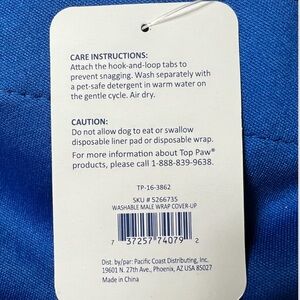 CARE INSTRUCTIONS:
Attach the hook-and-loop tabs to
prevent snagging. Wash separately with
a pet-safe detergent in warm water on
the gentle cycle. Air dry.
CAUTION:
Do not allow dog to eat or swallow
disposable liner pad or disposable wrap.
For more information about Top Paw®
products, please call 1-888-839-9638.
TP-16-3862
SKU # 5266735
WASHABLE MALE WRAP COVER-UP
7 37257 74079 2
Dist. by/par: Pacific Coast Distributing, Inc.
19601 N. 27th Ave., Phoenix, AZ USA 85027
Made in China